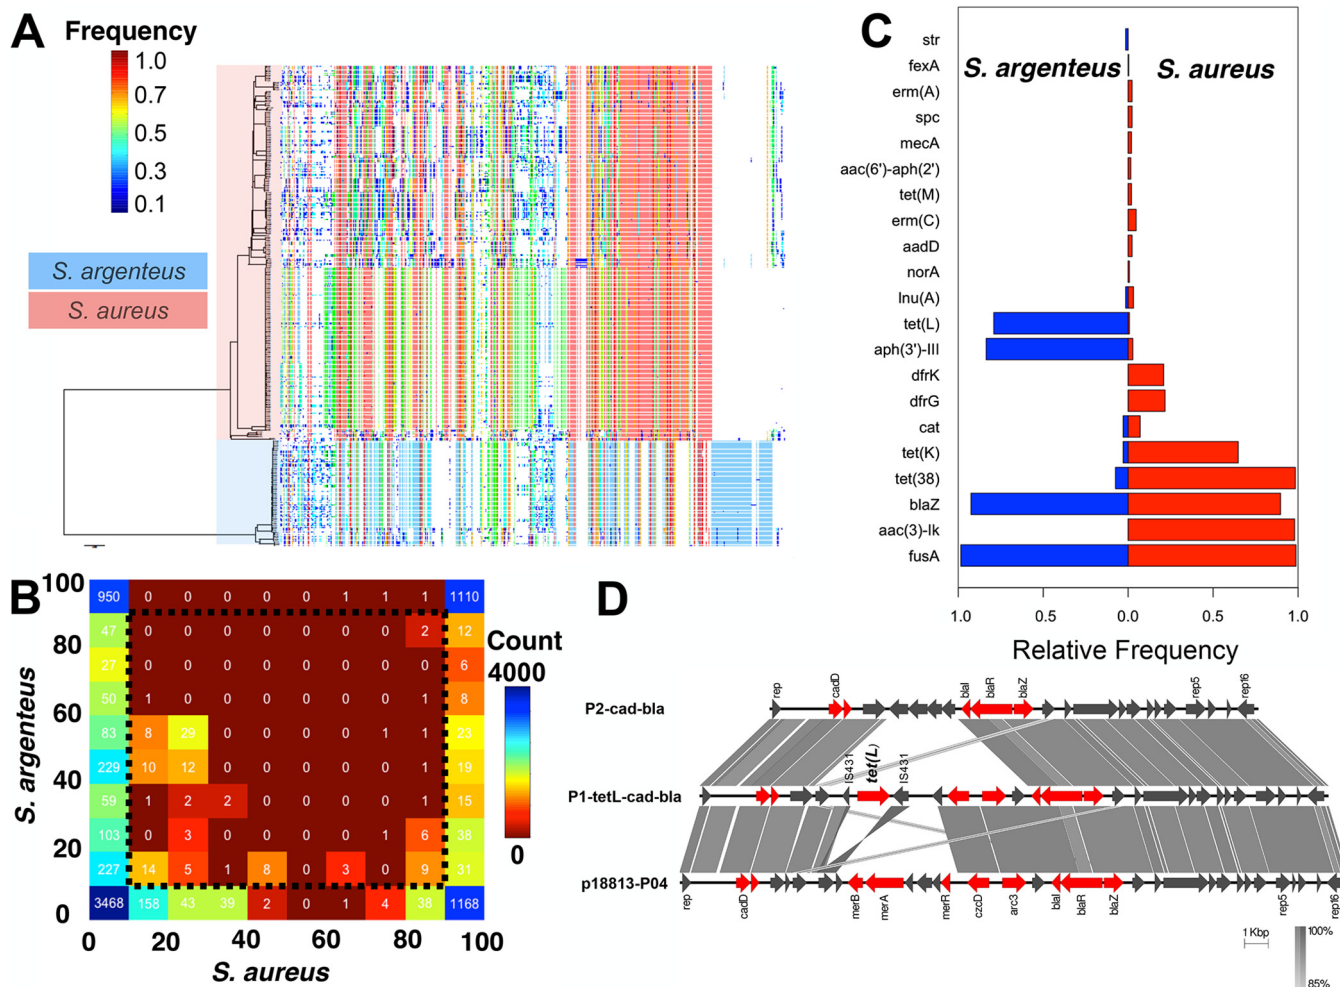 A
Frequency
1.0
0.7
0.5
0.3
0.1
S. argenteus
S. aureus
B
100
80
60
40
20
0
S. argenteus
950 0 0 0 0 0 1 1 1 1110
47 0 0 0 0 0 0 0 2 12
27 0 0 0 0 0 0 0 0 6
50 1 0 0 0 0 0 0 1 8
83 8 29 0 0 0 0 1 1 23
229 10 12 0 0 0 0 0 1 19
59 1 2 2 0 0 0 0 1 15
103 0 3 0 0 0 0 1 6 38
227 14 5 1 8 0 3 0 9 31
3468 158 43 39 2 0 1 4 38 1168
0 20 40 60 80 100
S. aureus
Count
4000
0
C
S. argenteus S. aureus
str
fexA
erm(A)
spc
mecA
aac(6')-aph(2')
tet(M)
erm(C)
aadD
norA
lnu(A)
tet(L)
aph(3')-III
dfrK
dfrG
cat
tet(K)
tet(38)
blaZ
aac(3)-Ik
fusA
1.0 0.5 0.0 0.5 1.0
Relative Frequency
D
P2-cad-bla
rep cadD blaI blaR blaZ rep5 rep16
P1-tetL-cad-bla
IS431 tet(L) IS431
p18813-P04
rep cadD merB merA merR czcD arc3 blaI blaR blaZ rep5 rep16
1 Kbp
100%
85%